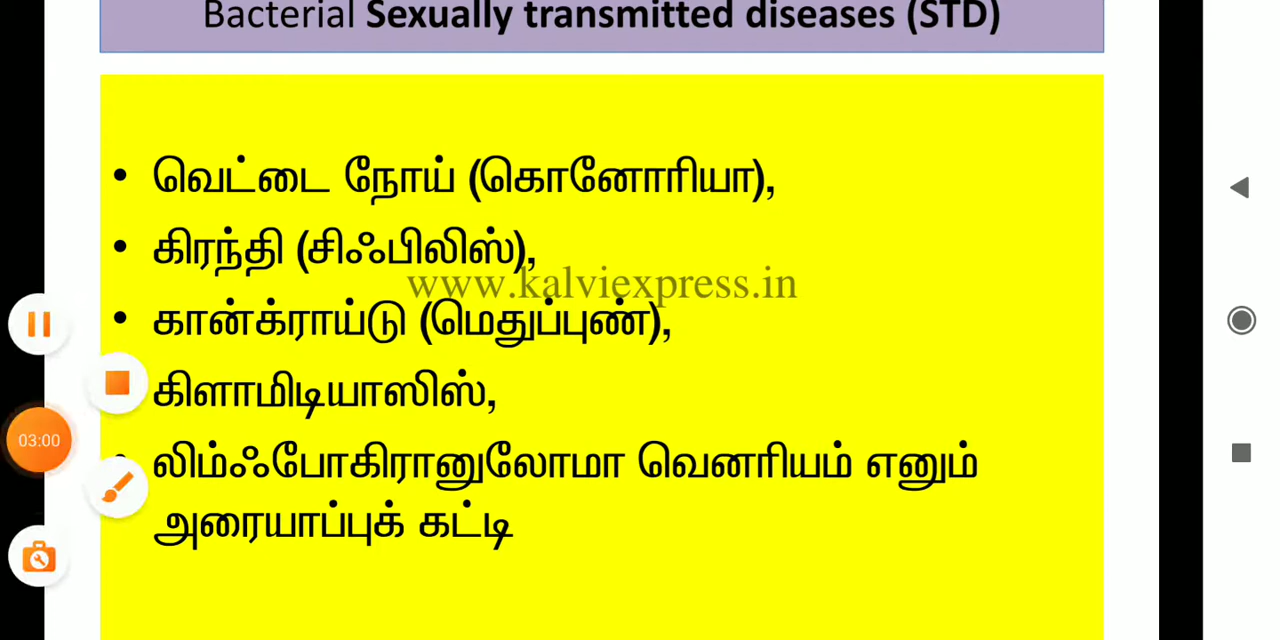 Bacterial Sexually transmitted diseases (STD)
• வெட்டை நோய் (கொனோரியா),
• கிரந்தி (சிஃபிலிஸ்),
www.kalviexpress.in
• கான்க்ராய்டு (மெதுப்புண்),
கிளாமிடியாஸிஸ்,
• லிம்ஃபோகிரானுலோமா வெனரியம் எனும்
அரையாப்புக் கட்டி
03:00